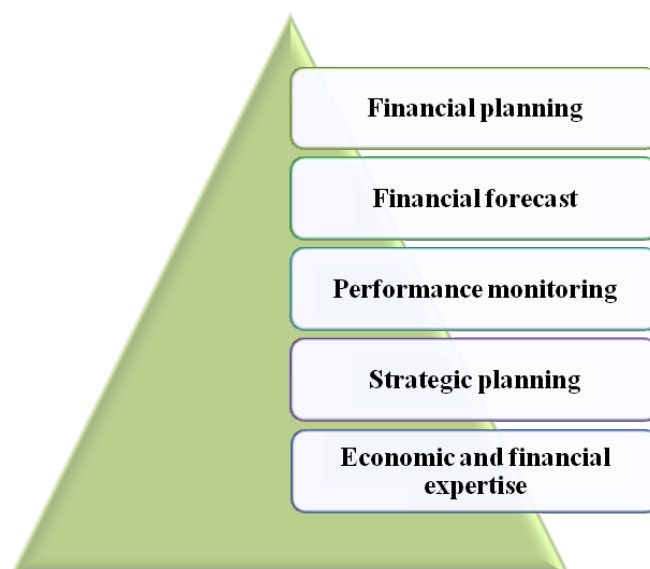 Financial planning
Financial forecast
Performance monitoring
Strategic planning
Economic and financial
expertise